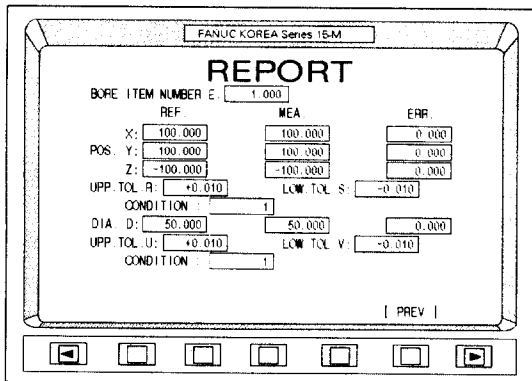 FANUC KOREA Series 15-M
REPORT
BORE ITEM NUMBER E. 1.000
REF. MEA. ERR.
X: 100.000 100.000 0.000
POS. Y: 100.000 100.000 0.000
Z: -100.000 -100.000 0.000
UPP.TOL.R: +0.010 LOW.TOL S: -0.010
CONDITION : 1
DIA. D: 50.000 50.000 0.000
UPP.TOL.U: +0.010 LOW TOL V: -0.010
CONDITION : 1
[ PREV ]